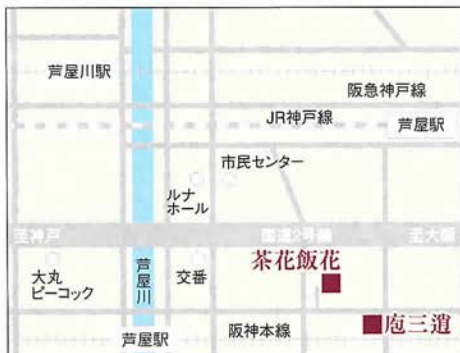 芦屋川駅
阪急神戸線
JR神戸線
芦屋駅
市民センター
ルナ
ホール
至神戸
国道2号線
至大阪
茶花飯花
大丸
ピーコック
芦屋川
交番
庖三逍
芦屋駅
阪神本線